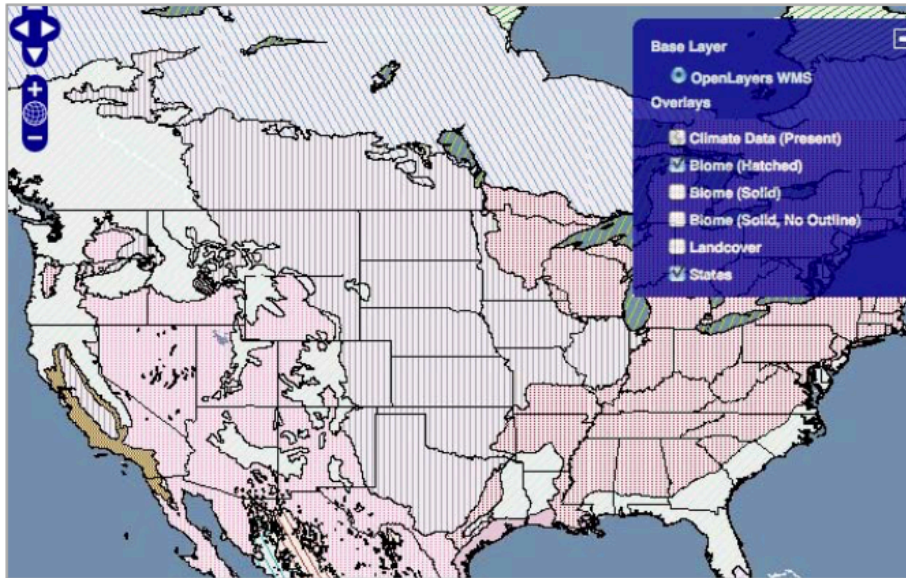 Base Layer
OpenLayers WMS
Overlays
Climate Data (Present)
Biome (Hatched)
Biome (Solid)
Biome (Solid, No Outline)
Landcover
States